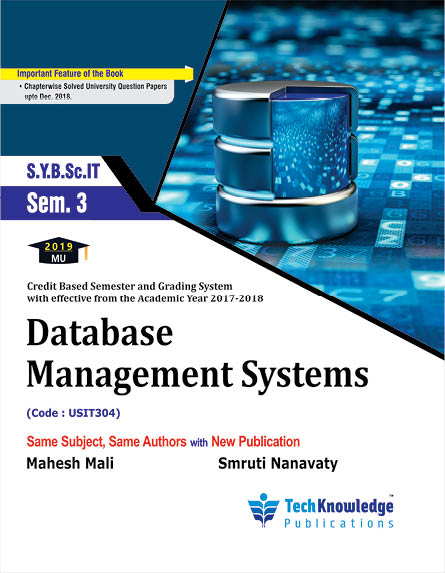 Important Feature of the Book
• Chapterwise Solved University Question Papers
upto Dec. 2018.
S.Y.B.Sc.IT
Sem. 3
2019
MU
Credit Based Semester and Grading System
with effective from the Academic Year 2017-2018
Database
Management Systems
(Code : USIT304)
Same Subject, Same Authors with New Publication
Mahesh Mali Smruti Nanavaty
TechKnowledge™
Publications